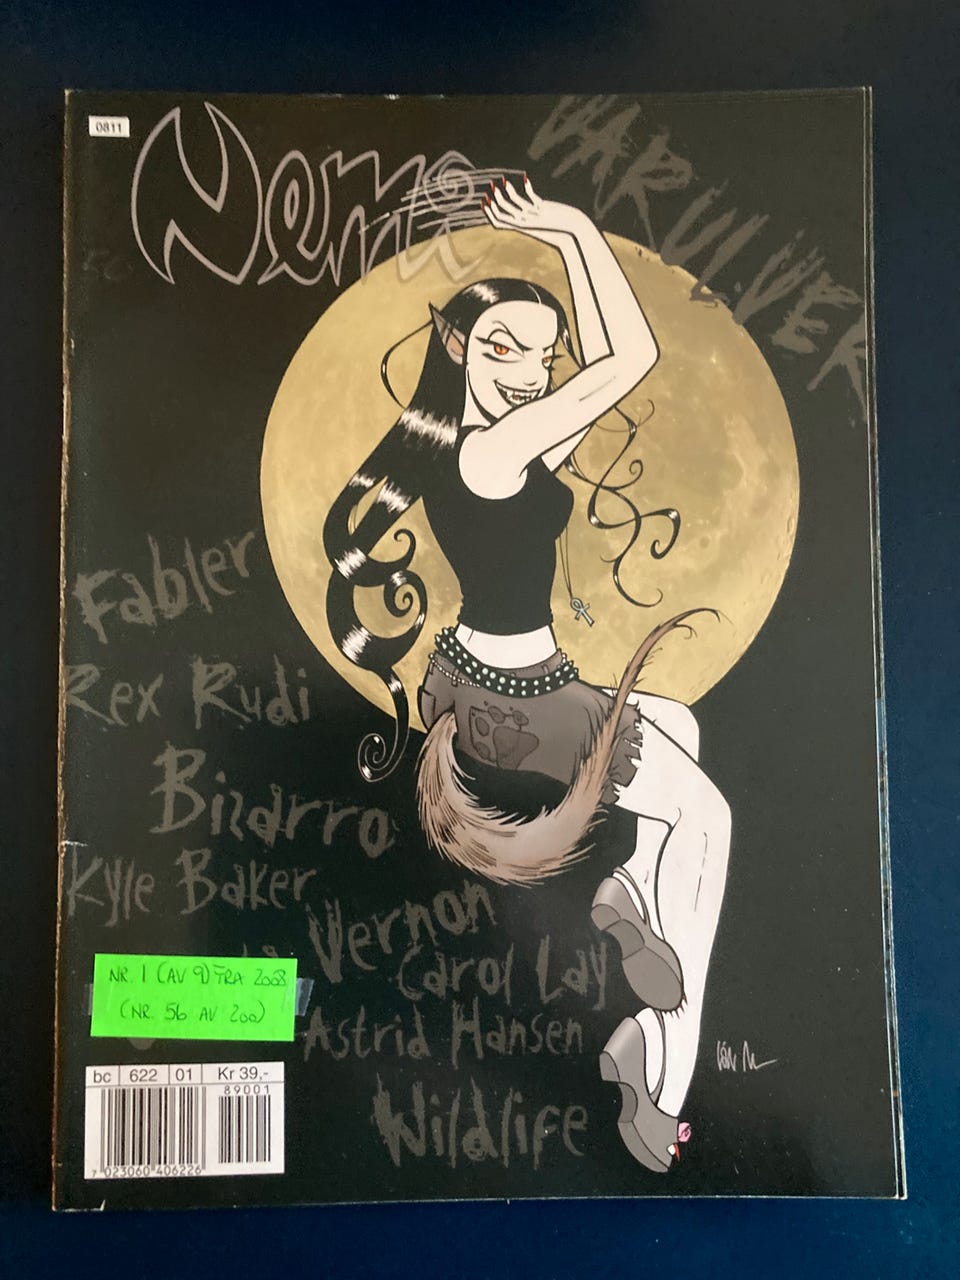 0811
Nemi
VARULVER
Fabler
Rex Rudi
Bizarro
Kyle Baker
Vernon
Carol Lay
NR. 1 (AV 9) FRA 2008
(NR. 56 AV 200)
Astrid Hansen
Wildlife
bc 622 01 Kr 39,-
89001
7 023060 406226